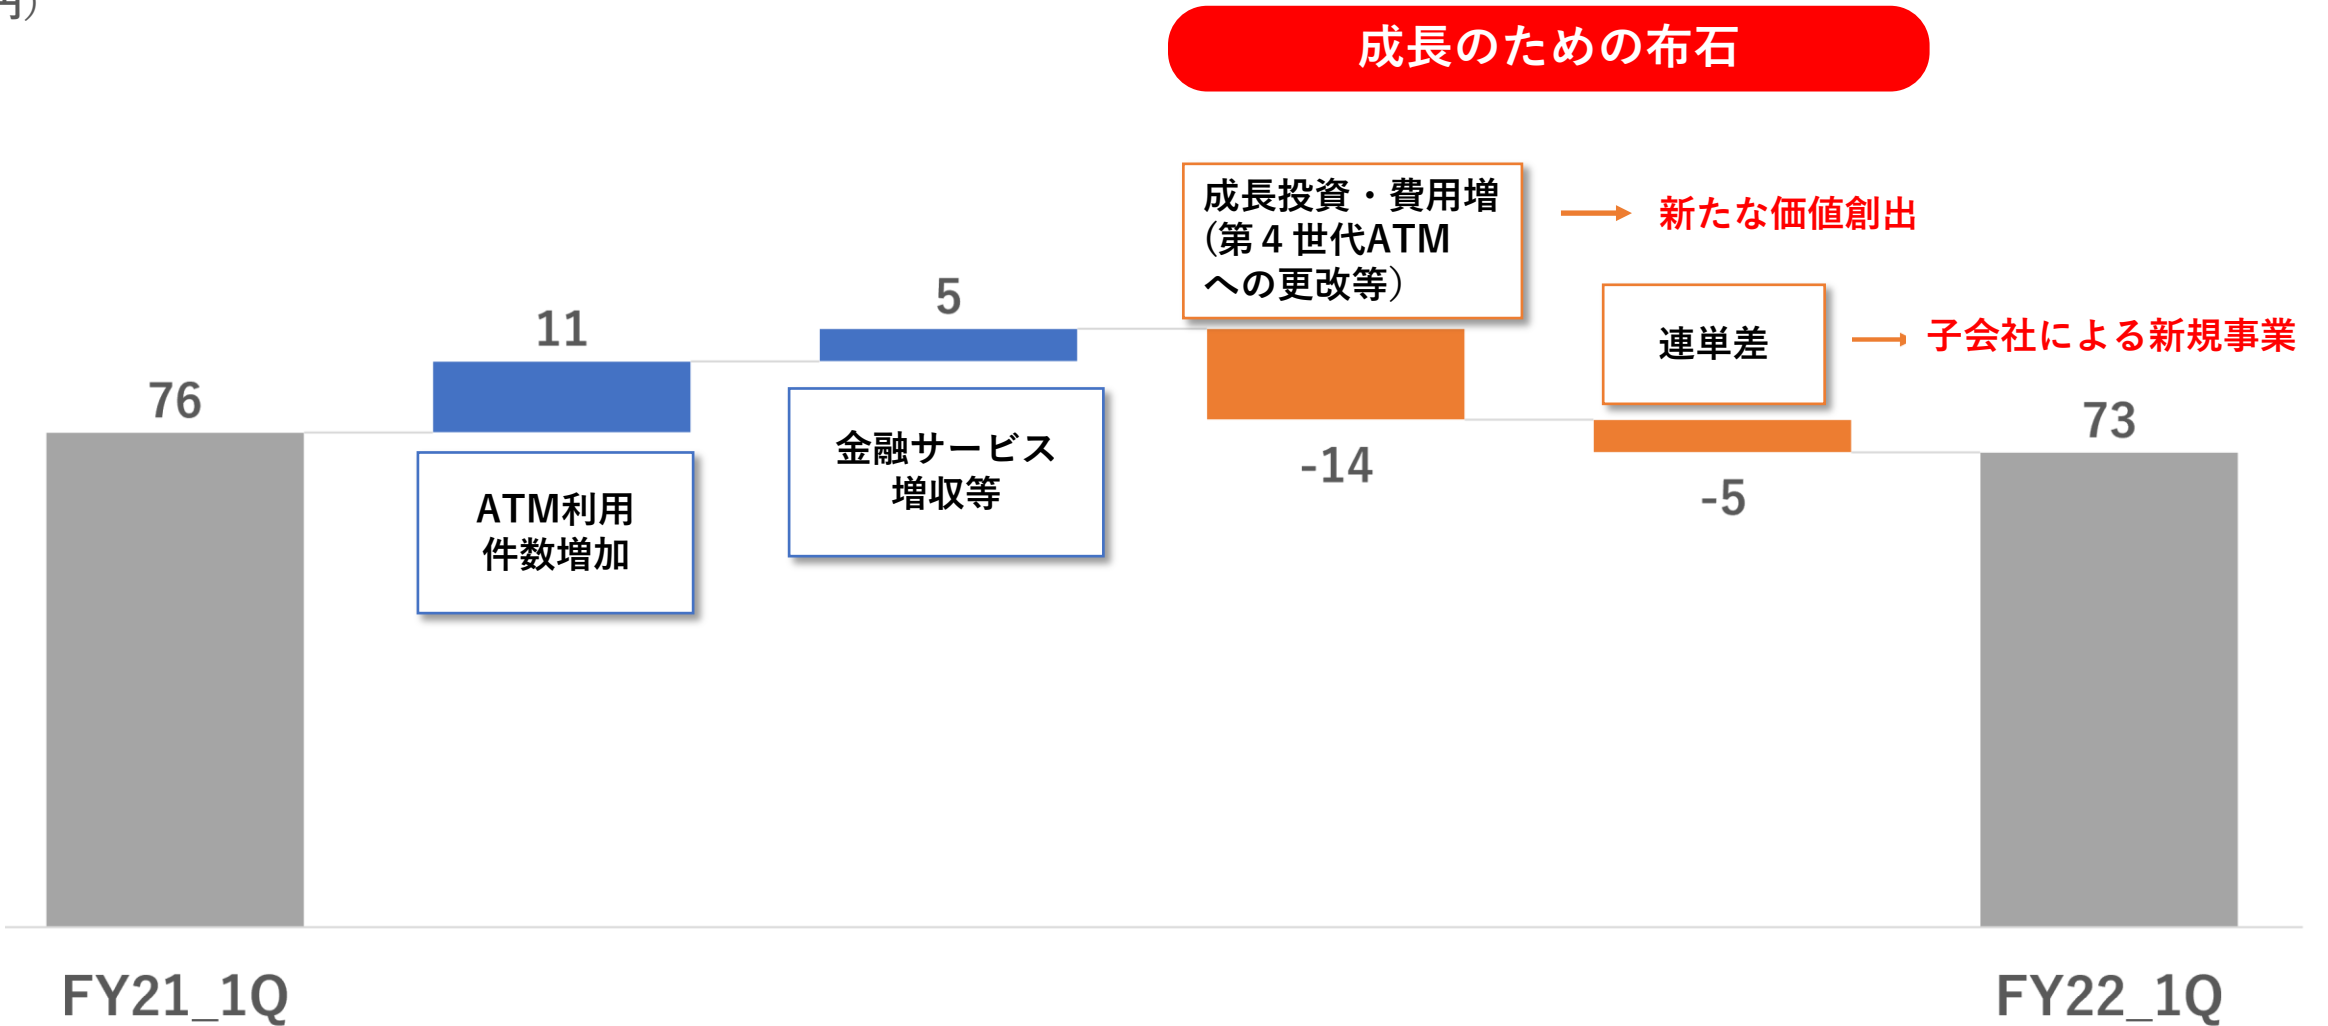 円）
成長のための布石
成長投資・費用増
(第４世代ATM
への更改等）
新たな価値創出
5
11
連単差
子会社による新規事業
76
73
金融サービス
増収等
-14
-5
ATM利用
件数増加
FY21_1Q
FY22_1Q